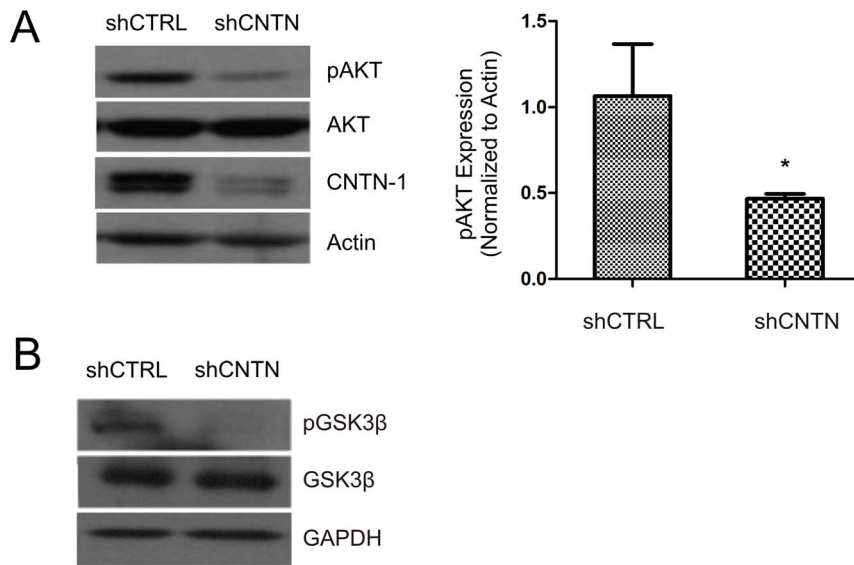 A
shCTRL shCNTN
pAKT
AKT
CNTN-1
Actin
pAKT Expression
(Normalized to Actin)
1.5
1.0
0.5
0.0
*
shCTRL shCNTN
B
shCTRL shCNTN
pGSK3β
GSK3β
GAPDH